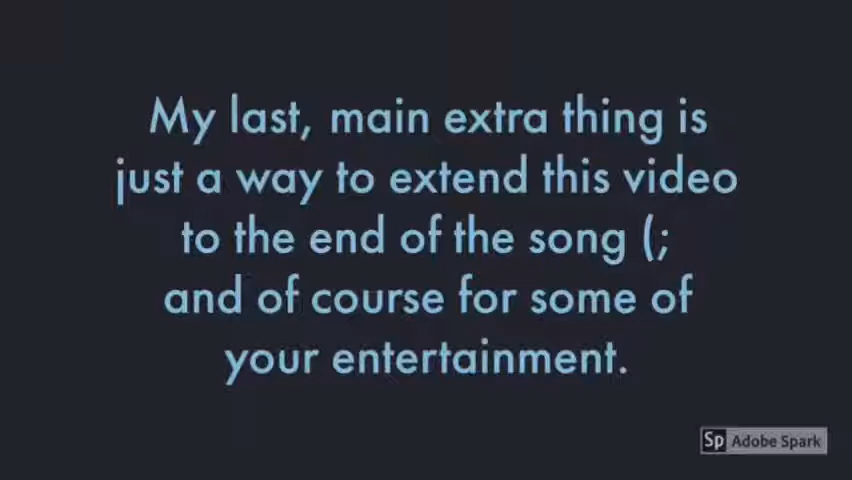 My last, main extra thing is
just a way to extend this video
to the end of the song (;
and of course for some of
your entertainment.
Sp Adobe Spark